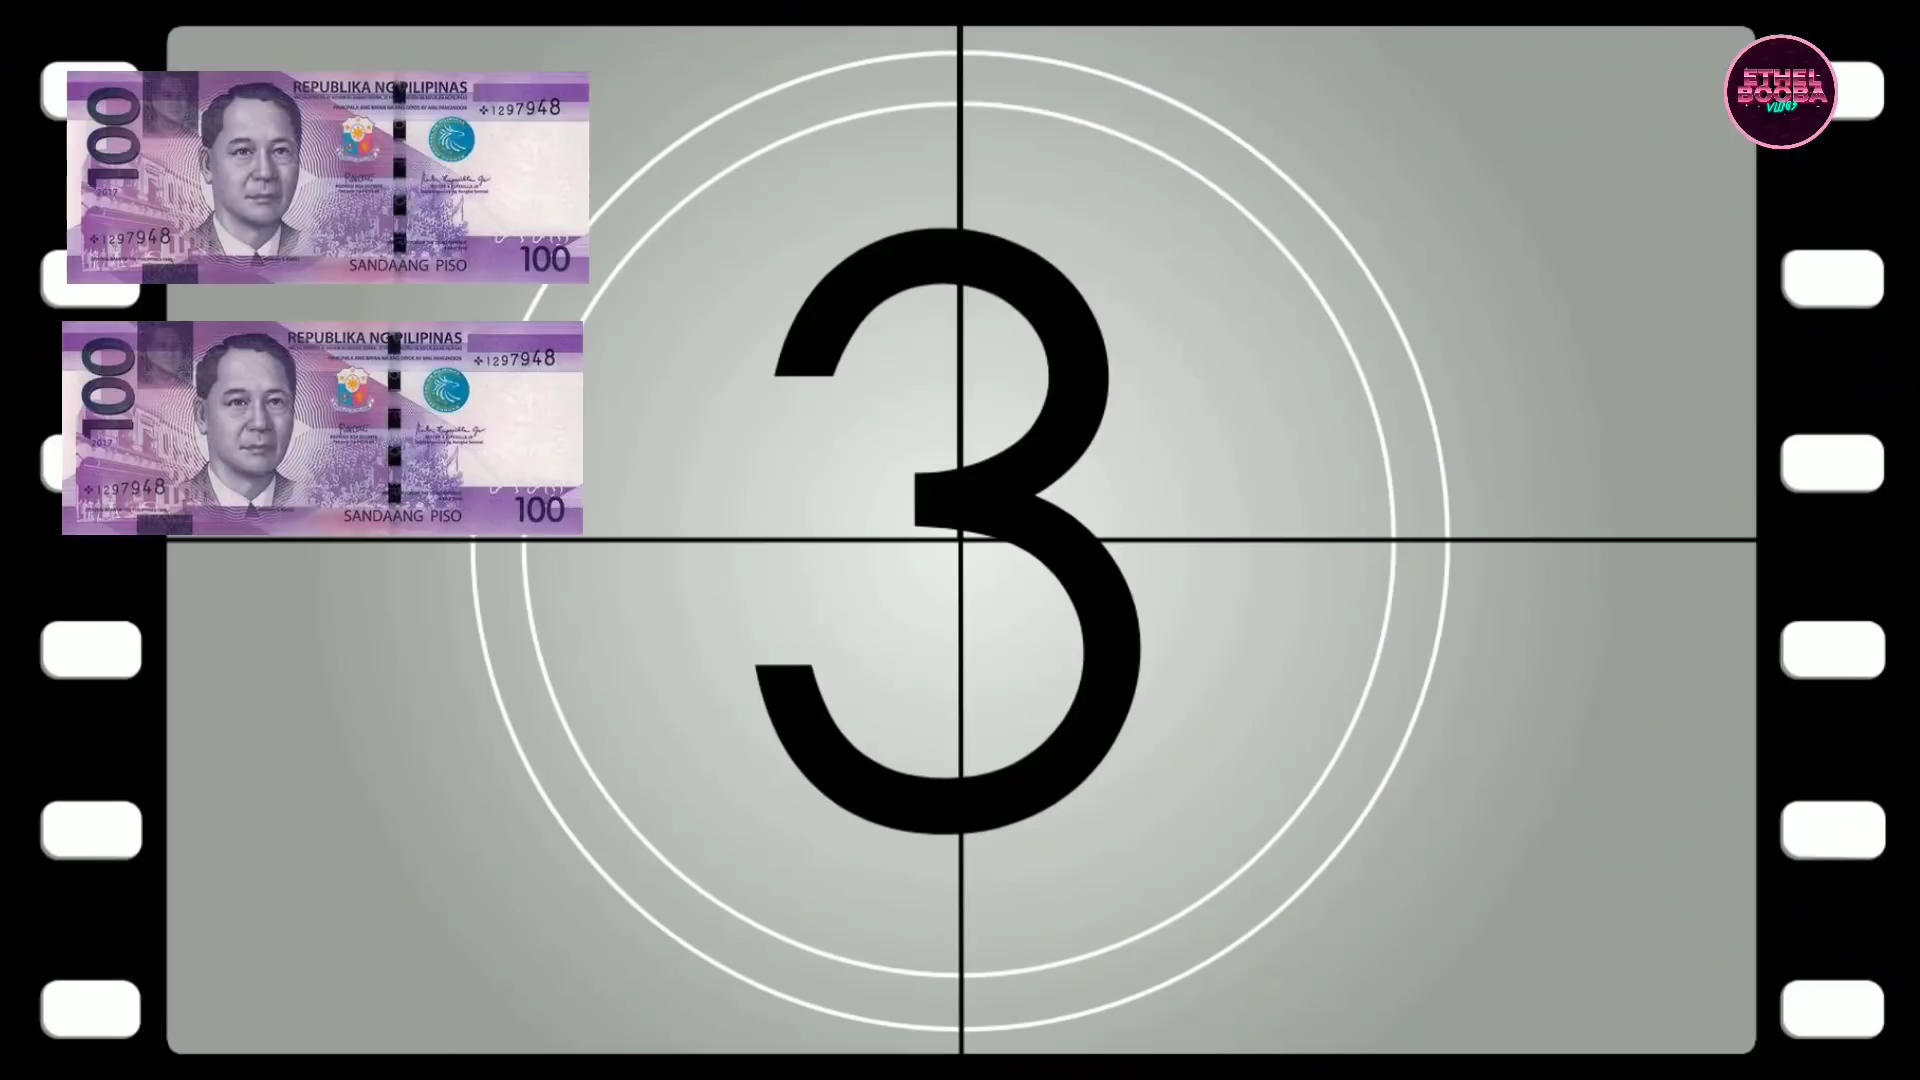 REPUBLIKA NG PILIPINAS
100
1297948
2017
1297948
SANDAANG PISO
100
REPUBLIKA NG PILIPINAS
100
1297948
2017
1297948
SANDAANG PISO
100
3
ETHEL
BOOBA
VLOGS